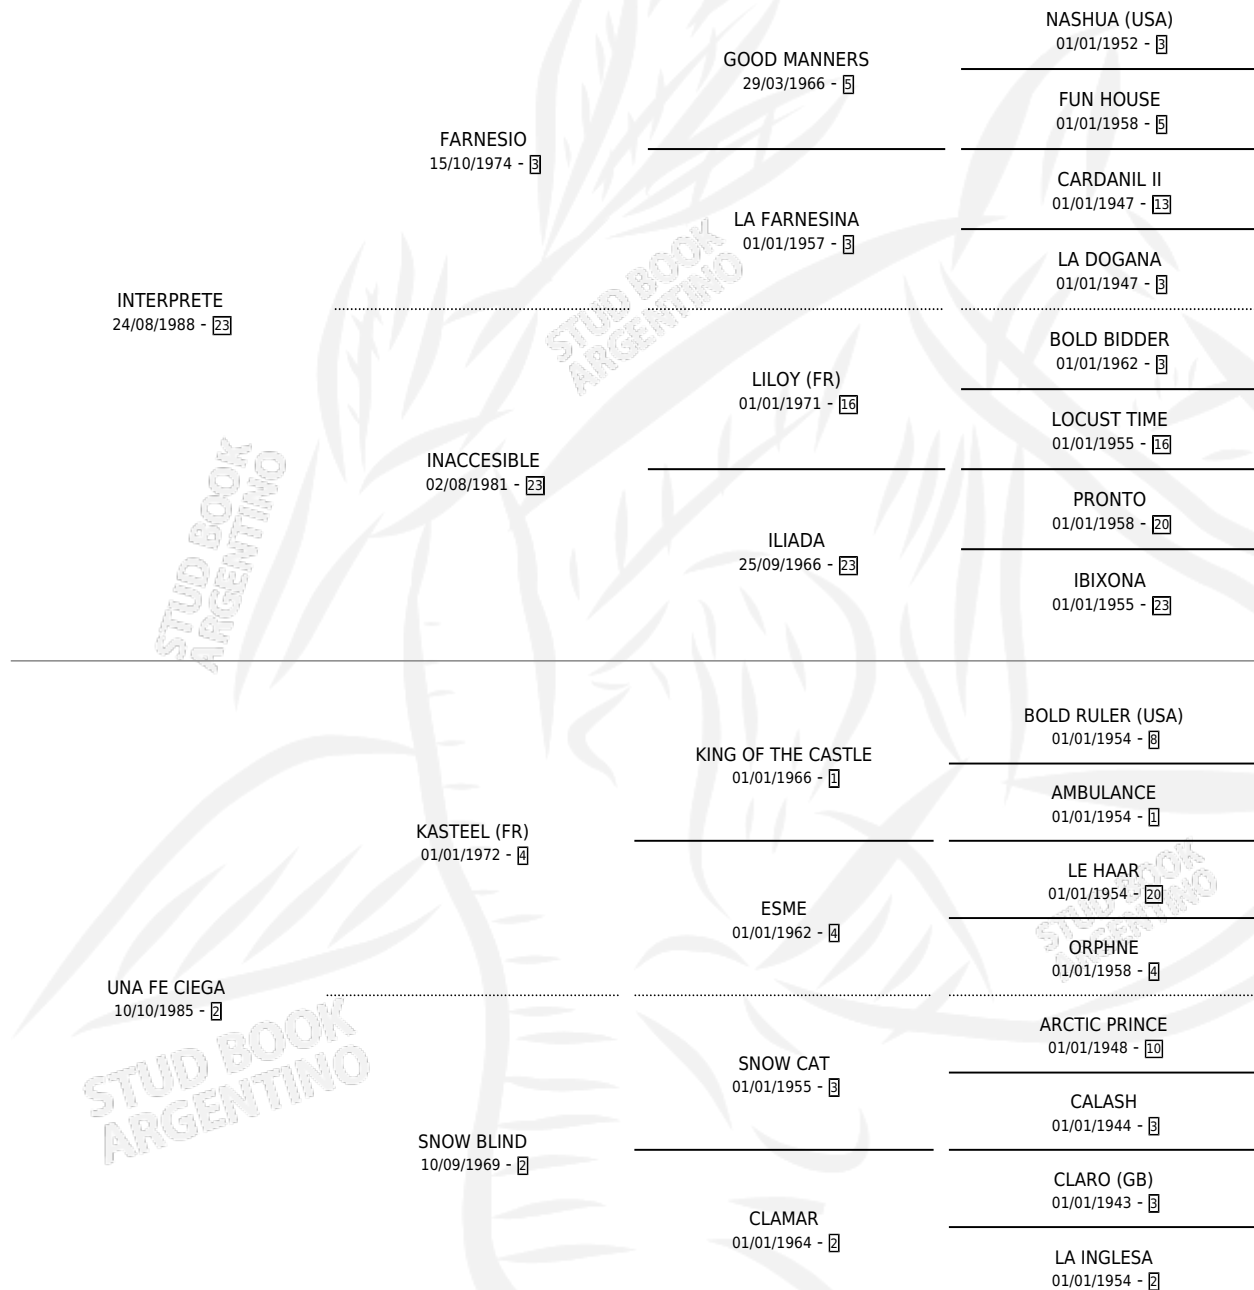 NASHUA (USA)
01/01/1952 - 3
GOOD MANNERS
29/03/1966 - 5
FUN HOUSE
01/01/1958 - 5
FARNESIO
15/10/1974 - 3
CARDANIL II
01/01/1947 - 13
LA FARNESINA
01/01/1957 - 3
LA DOGANA
01/01/1947 - 3
INTERPRETE
24/08/1988 - 23
BOLD BIDDER
01/01/1962 - 3
LILOY (FR)
01/01/1971 - 16
LOCUST TIME
01/01/1955 - 16
INACCESIBLE
02/08/1981 - 23
PRONTO
01/01/1958 - 20
ILIADA
25/09/1966 - 23
IBIXONA
01/01/1955 - 23
BOLD RULER (USA)
01/01/1954 - 8
KING OF THE CASTLE
01/01/1966 - 1
AMBULANCE
01/01/1954 - 1
KASTEEL (FR)
01/01/1972 - 4
LE HAAR
01/01/1954 - 20
ESME
01/01/1962 - 4
ORPHNE
01/01/1958 - 4
UNA FE CIEGA
10/10/1985 - 2
ARCTIC PRINCE
01/01/1948 - 10
SNOW CAT
01/01/1955 - 3
CALASH
01/01/1944 - 3
SNOW BLIND
10/09/1969 - 2
CLARO (GB)
01/01/1943 - 3
CLAMAR
01/01/1964 - 2
LA INGLESA
01/01/1954 - 2
STUD BOOK
ARGENTINO
STUD BOOK
ARGENTINO
STUD BOOK
ARGENTINO
STUD BOOK
ARGENTINO